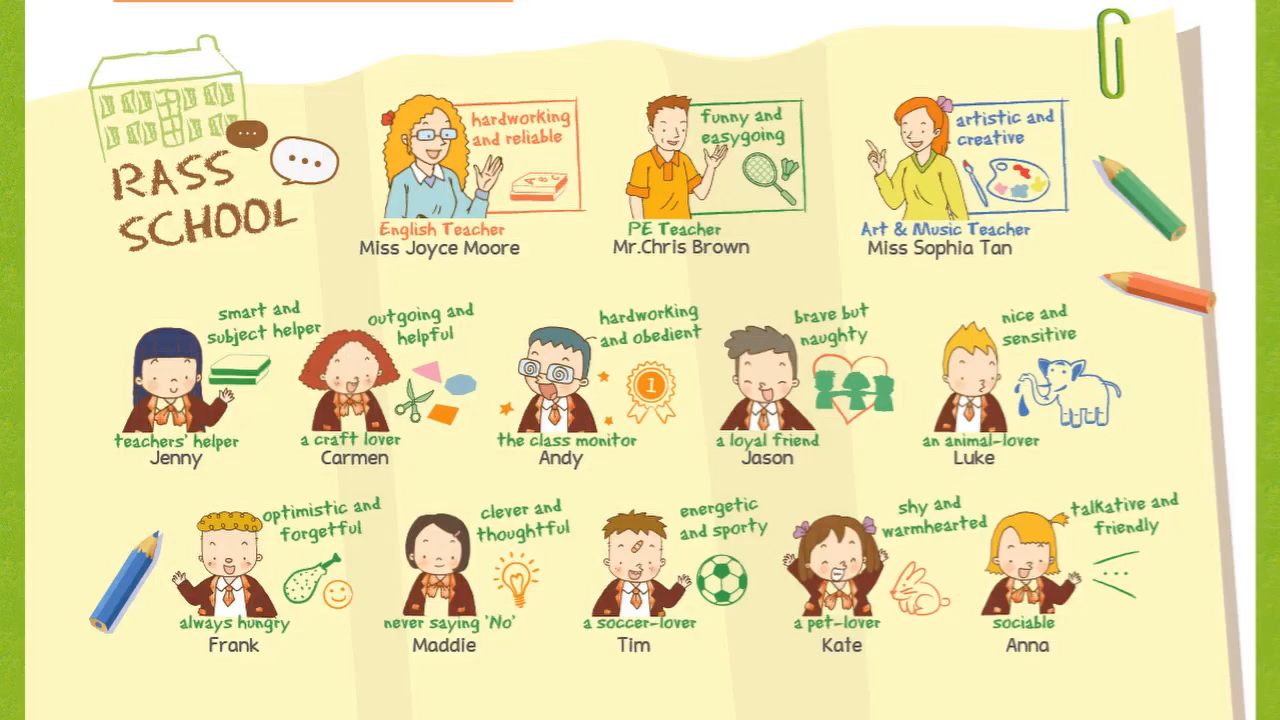 RASS
SCHOOL
hardworking
and reliable
ABC
English Teacher
Miss Joyce Moore
funny and
easygoing
PE Teacher
Mr.Chris Brown
artistic and
creative
Art & Music Teacher
Miss Sophia Tan
smart and
subject helper
teachers' helper
Jenny
outgoing and
helpful
a craft lover
Carmen
hardworking
and obedient
1
the class monitor
Andy
brave but
naughty
a loyal friend
Jason
nice and
sensitive
an animal-lover
Luke
optimistic and
forgetful
always hungry
Frank
clever and
thoughtful
never saying 'No'
Maddie
energetic
and sporty
a soccer-lover
Tim
shy and
warmhearted
a pet-lover
Kate
talkative and
friendly
sociable
Anna